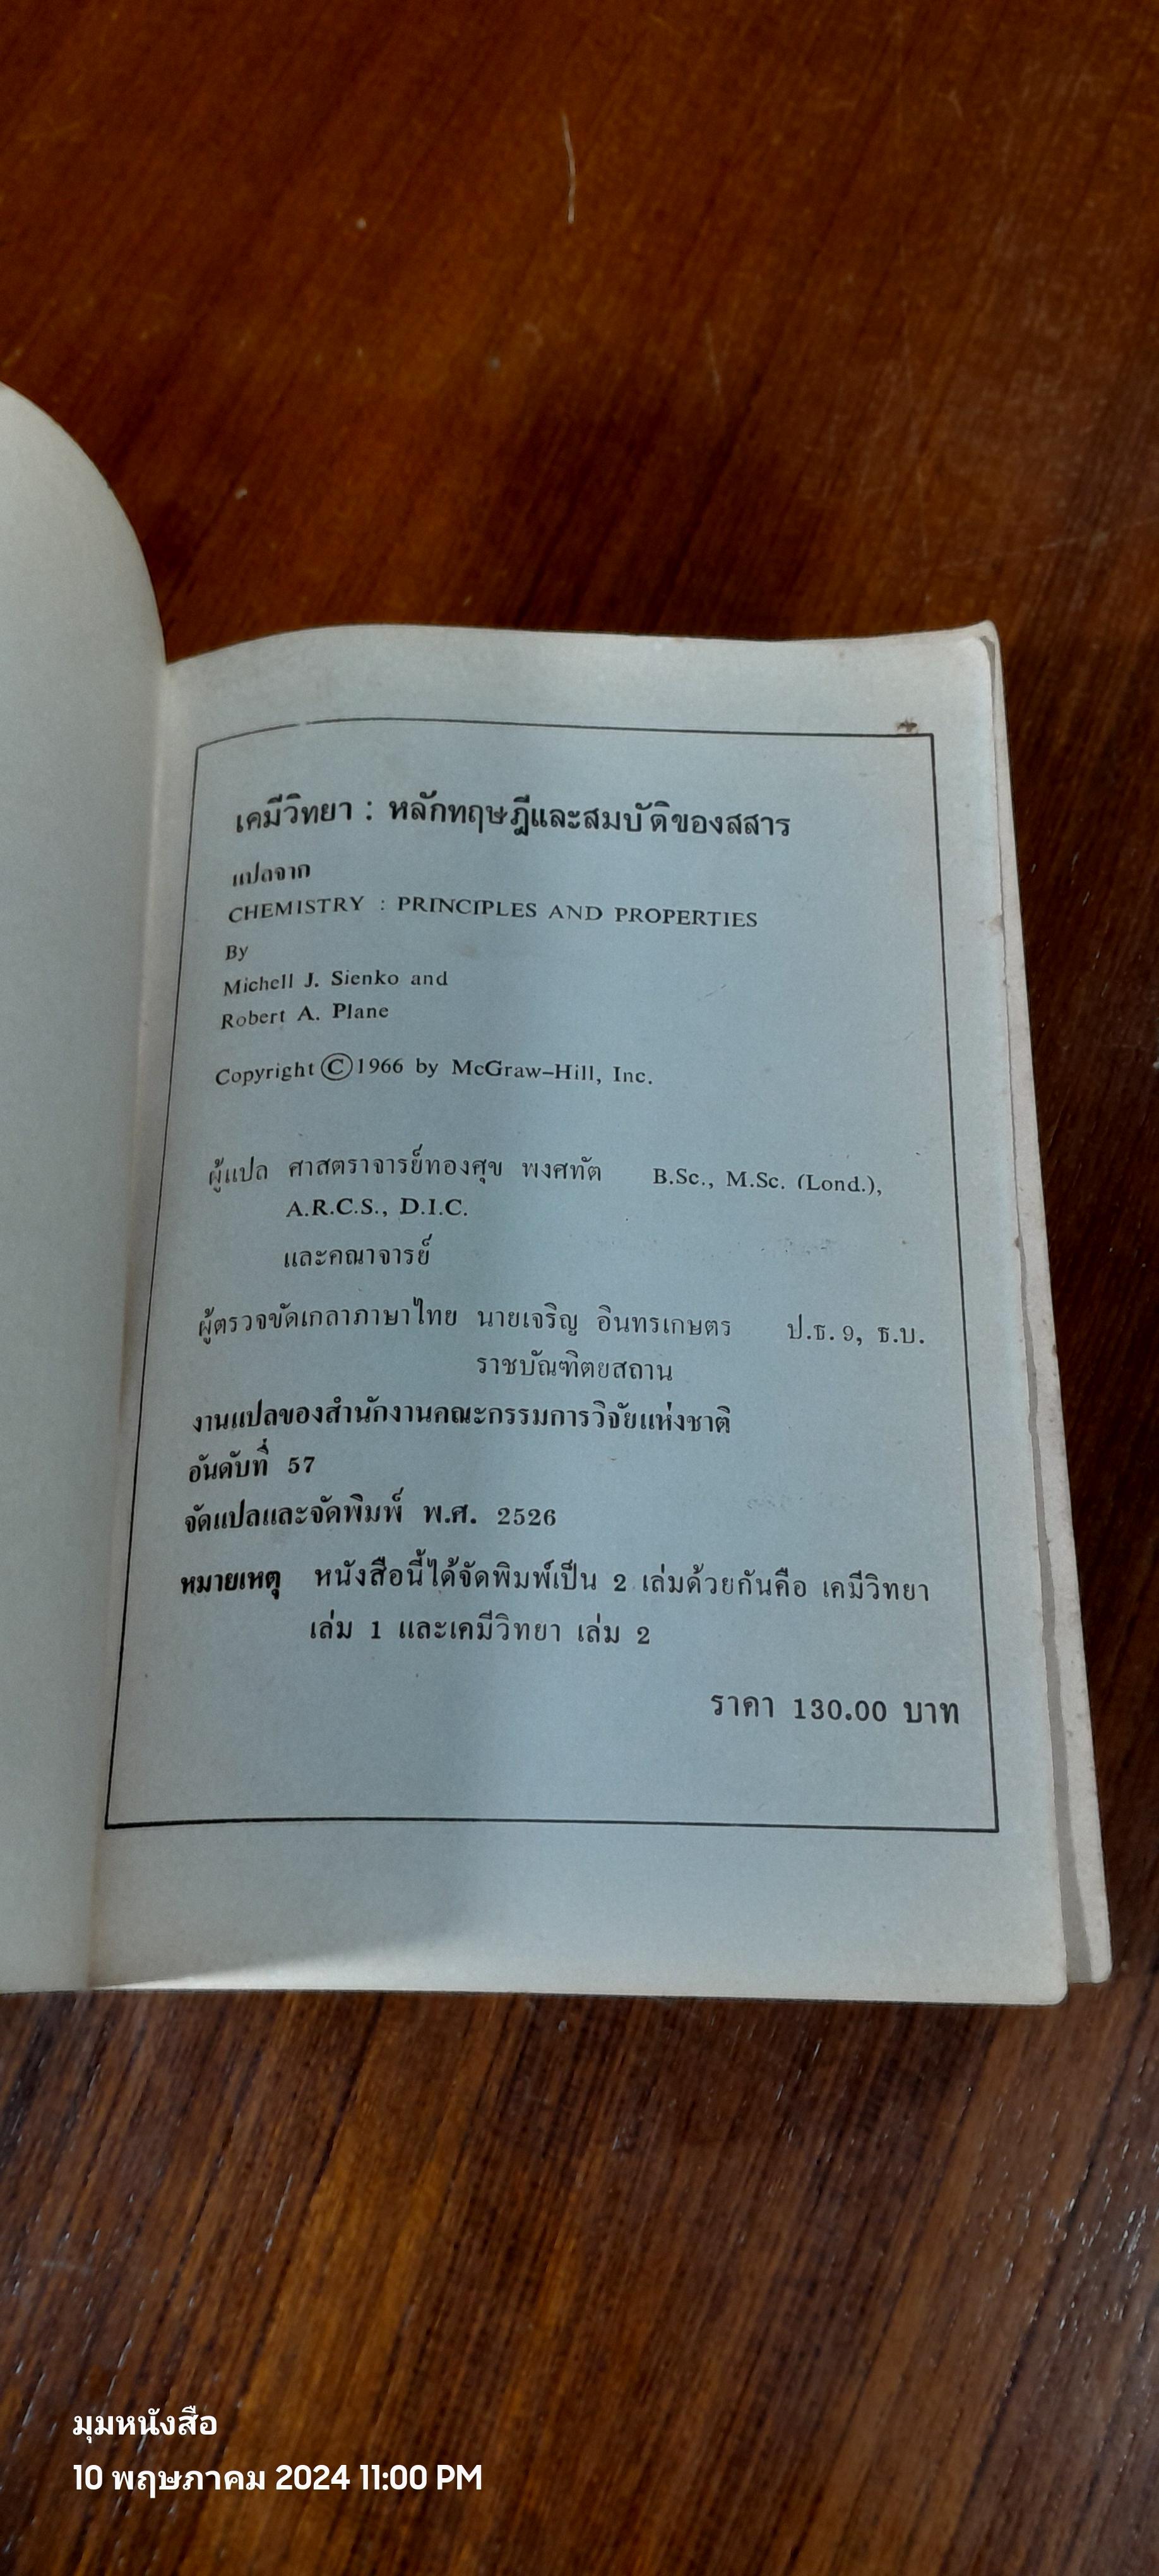 เคมีวิทยา : หลักทฤษฎีและสมบัติของสสาร
แปลจาก
CHEMISTRY : PRINCIPLES AND PROPERTIES
By
Michell J. Sienko and
Robert A. Plane
Copyright © 1966 by McGraw–Hill, Inc.
ผู้แปล ศาสตราจารย์ทองศุข พงศทัต B.Sc., M.Sc. (Lond.),
A.R.C.S., D.I.C.
และคณาจารย์
ผู้ตรวจขัดเกลาภาษาไทย นายเจริญ อินทรเกษตร ป.ธ. 9, ธ.บ.
ราชบัณฑิตยสถาน
งานแปลของสำนักงานคณะกรรมการวิจัยแห่งชาติ
อันดับที่ 57
จัดแปลและจัดพิมพ์ พ.ศ. 2526
หมายเหตุ หนังสือนี้ได้จัดพิมพ์เป็น 2 เล่มด้วยกันคือ เคมีวิทยา
เล่ม 1 และเคมีวิทยา เล่ม 2
ราคา 130.00 บาท
มุมหนังสือ
10 พฤษภาคม 2024 11:00 PM